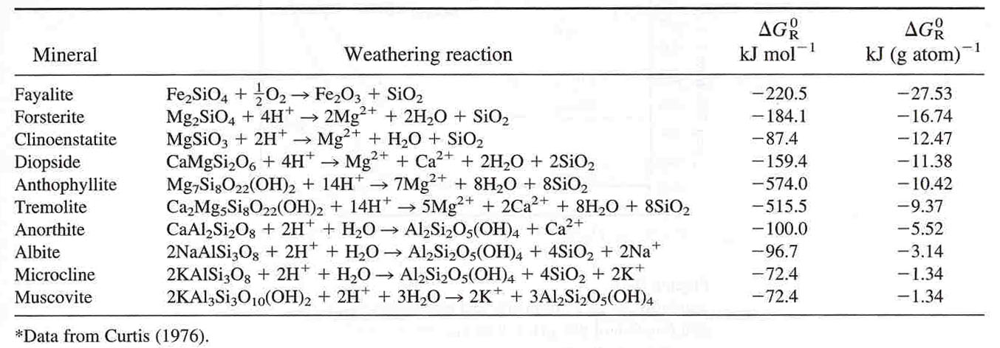 ΔG⁰R ΔG⁰R
Mineral Weathering reaction kJ mol⁻¹ kJ (g atom)⁻¹
Fayalite Fe₂SiO₄ + ½O₂ → Fe₂O₃ + SiO₂ −220.5 −27.53
Forsterite Mg₂SiO₄ + 4H⁺ → 2Mg²⁺ + 2H₂O + SiO₂ −184.1 −16.74
Clinoenstatite MgSiO₃ + 2H⁺ → Mg²⁺ + H₂O + SiO₂ −87.4 −12.47
Diopside CaMgSi₂O₆ + 4H⁺ → Mg²⁺ + Ca²⁺ + 2H₂O + 2SiO₂ −159.4 −11.38
Anthophyllite Mg₇Si₈O₂₂(OH)₂ + 14H⁺ → 7Mg²⁺ + 8H₂O + 8SiO₂ −574.0 −10.42
Tremolite Ca₂Mg₅Si₈O₂₂(OH)₂ + 14H⁺ → 5Mg²⁺ + 2Ca²⁺ + 8H₂O + 8SiO₂ −515.5 −9.37
Anorthite CaAl₂Si₂O₈ + 2H⁺ + H₂O → Al₂Si₂O₅(OH)₄ + Ca²⁺ −100.0 −5.52
Albite 2NaAlSi₃O₈ + 2H⁺ + H₂O → Al₂Si₂O₅(OH)₄ + 4SiO₂ + 2Na⁺ −96.7 −3.14
Microcline 2KAlSi₃O₈ + 2H⁺ + H₂O → Al₂Si₂O₅(OH)₄ + 4SiO₂ + 2K⁺ −72.4 −1.34
Muscovite 2KAl₃Si₃O₁₀(OH)₂ + 2H⁺ + 3H₂O → 2K⁺ + 3Al₂Si₂O₅(OH)₄ −72.4 −1.34
*Data from Curtis (1976).